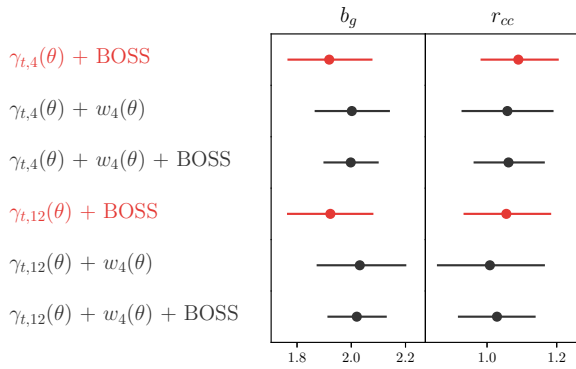 b_g r_cc
γ_{t,4}(θ) + BOSS
γ_{t,4}(θ) + w_4(θ)
γ_{t,4}(θ) + w_4(θ) + BOSS
γ_{t,12}(θ) + BOSS
γ_{t,12}(θ) + w_4(θ)
γ_{t,12}(θ) + w_4(θ) + BOSS
1.8 2.0 2.2 1.0 1.2